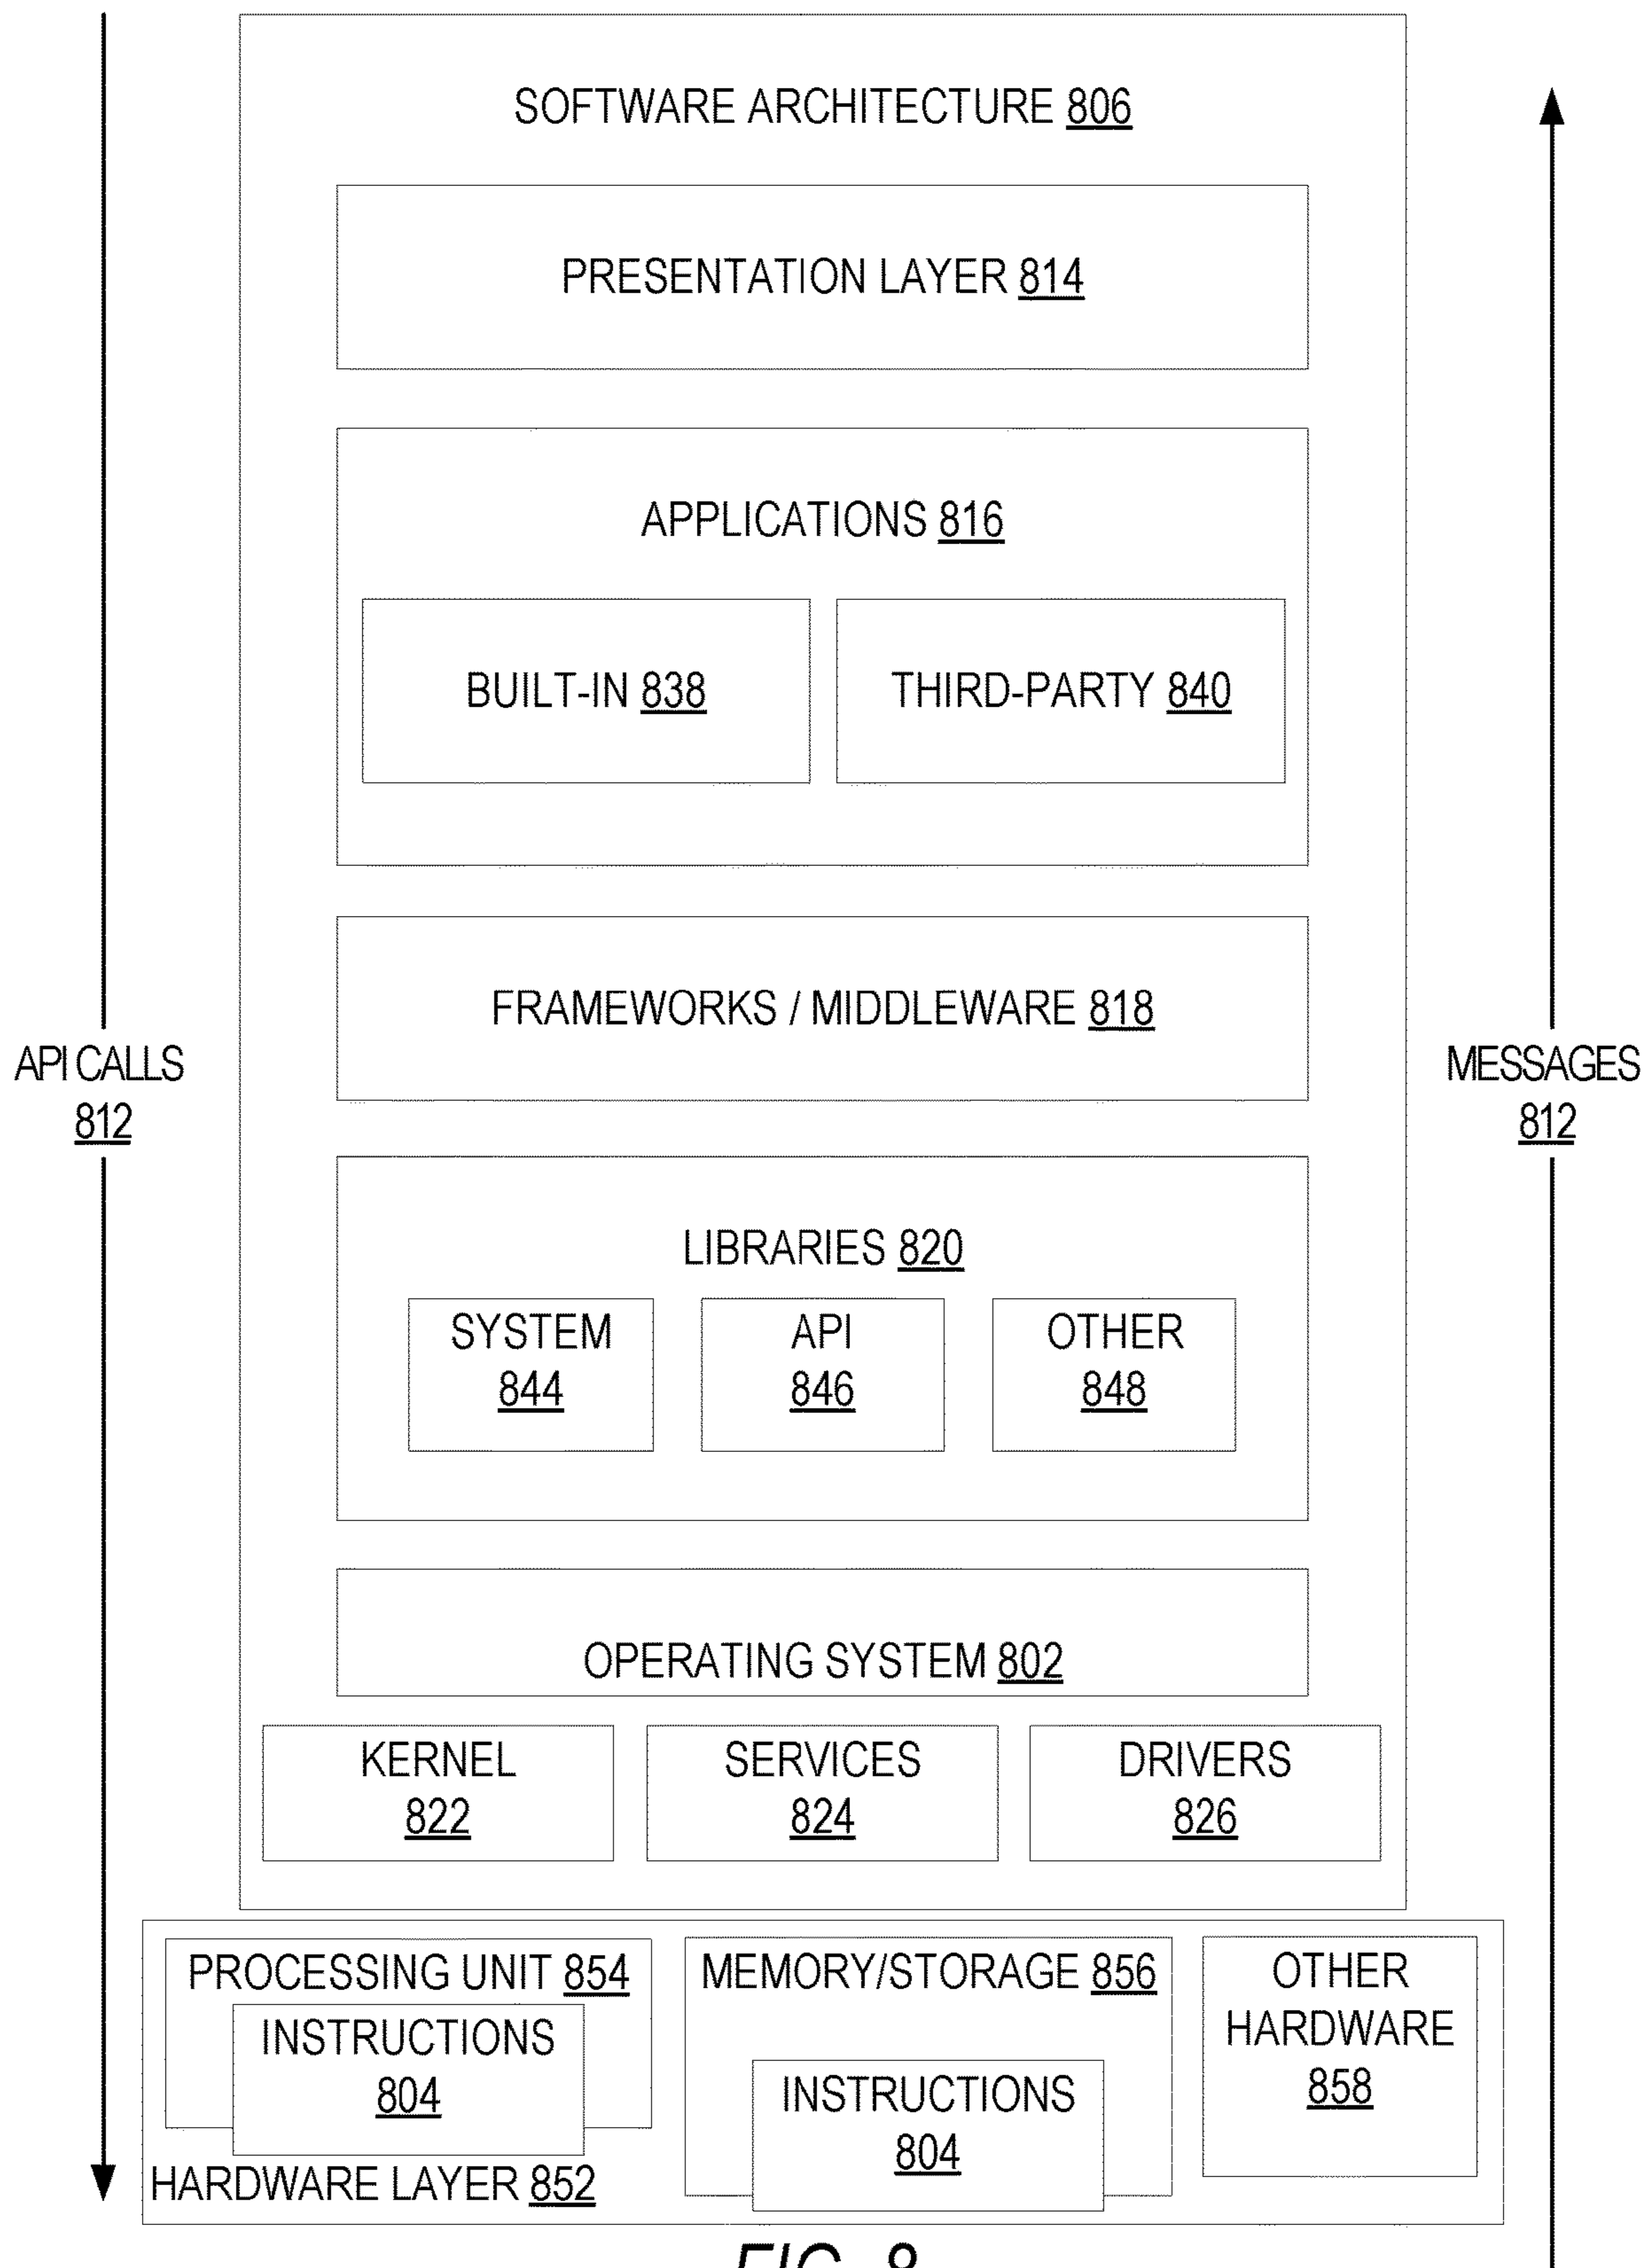 SOFTWARE ARCHITECTURE 806
PRESENTATION LAYER 814
APPLICATIONS 816
BUILT-IN 838
THIRD-PARTY 840
FRAMEWORKS / MIDDLEWARE 818
API CALLS
812
MESSAGES
812
LIBRARIES 820
SYSTEM
844
API
846
OTHER
848
OPERATING SYSTEM 802
KERNEL
822
SERVICES
824
DRIVERS
826
PROCESSING UNIT 854
INSTRUCTIONS
804
MEMORY/STORAGE 856
INSTRUCTIONS
804
OTHER
HARDWARE
858
HARDWARE LAYER 852
FIG. 8